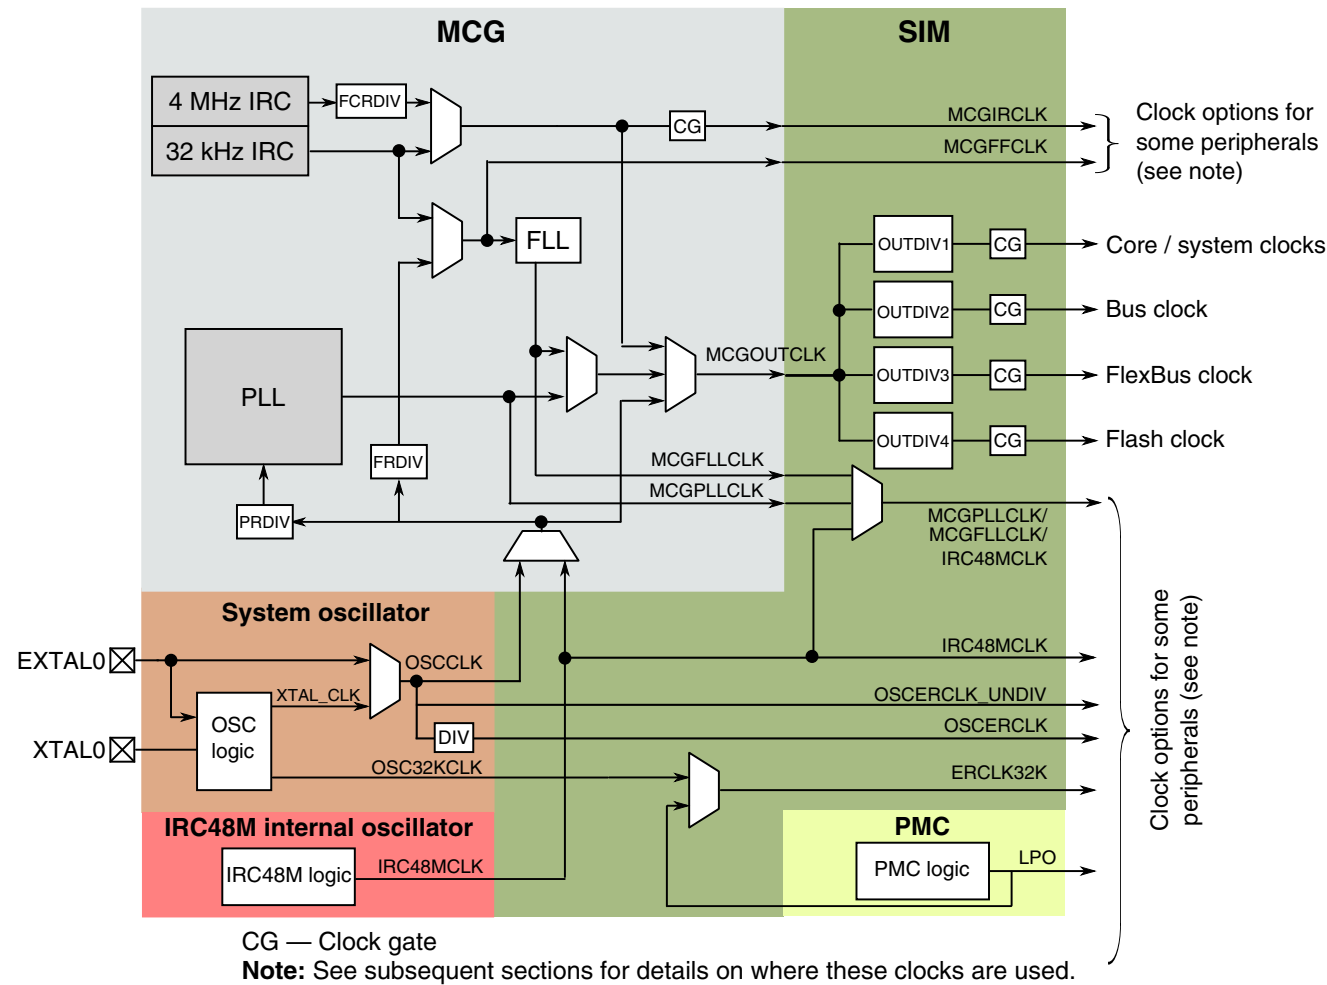 MCG
SIM
4 MHz IRC
FCRDIV
32 kHz IRC
CG
MCGIRCLK
MCGFFCLK
Clock options for
some peripherals
(see note)
FLL
OUTDIV1
CG
Core / system clocks
OUTDIV2
CG
Bus clock
MCGOUTCLK
OUTDIV3
CG
FlexBus clock
PLL
OUTDIV4
CG
Flash clock
FRDIV
MCGFLLCLK
MCGPLLCLK
PRDIV
MCGPLLCLK/
MCGFLLCLK/
IRC48MCLK
System oscillator
EXTAL0
OSCCLK
IRC48MCLK
XTAL_CLK
OSCERCLK_UNDIV
OSC
logic
DIV
OSCERCLK
XTAL0
OSC32KCLK
ERCLK32K
Clock options for some
peripherals (see note)
IRC48M internal oscillator
PMC
IRC48M logic
IRC48MCLK
PMC logic
LPO
CG — Clock gate
Note: See subsequent sections for details on where these clocks are used.